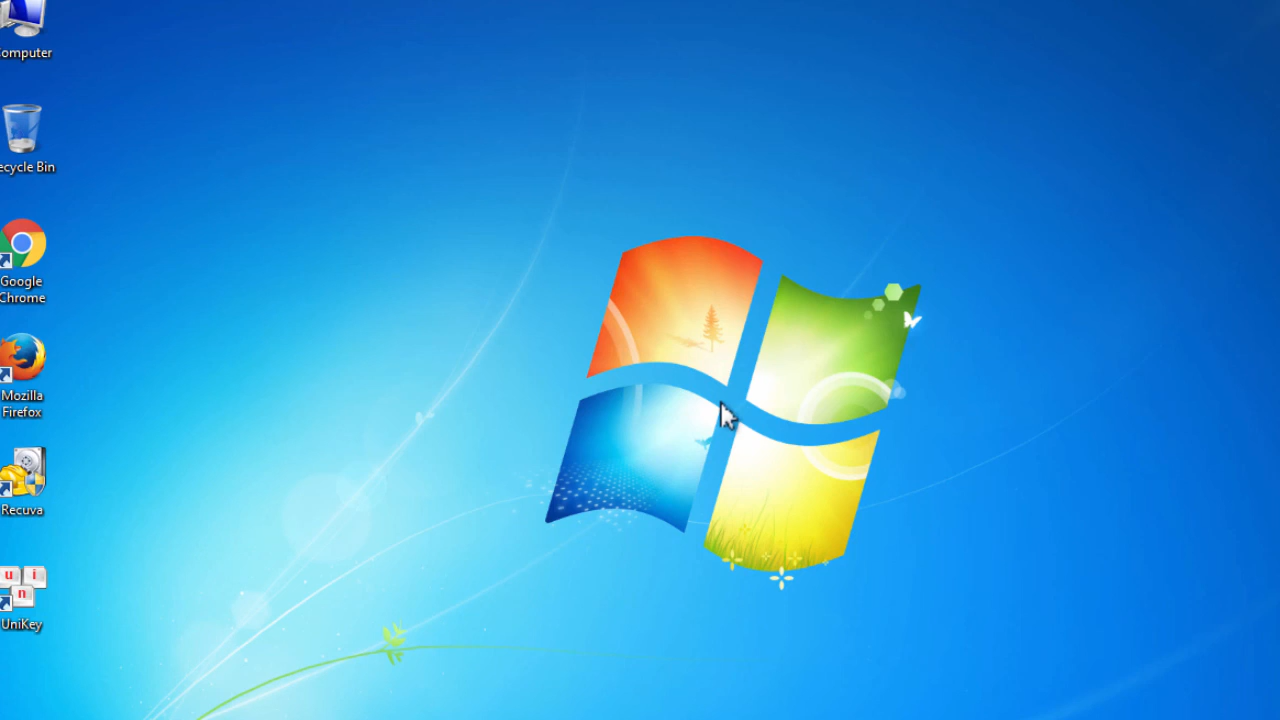 omputer
ecycle Bin
Google
Chrome
Mozilla
Firefox
Recuva
u i
n
UniKey